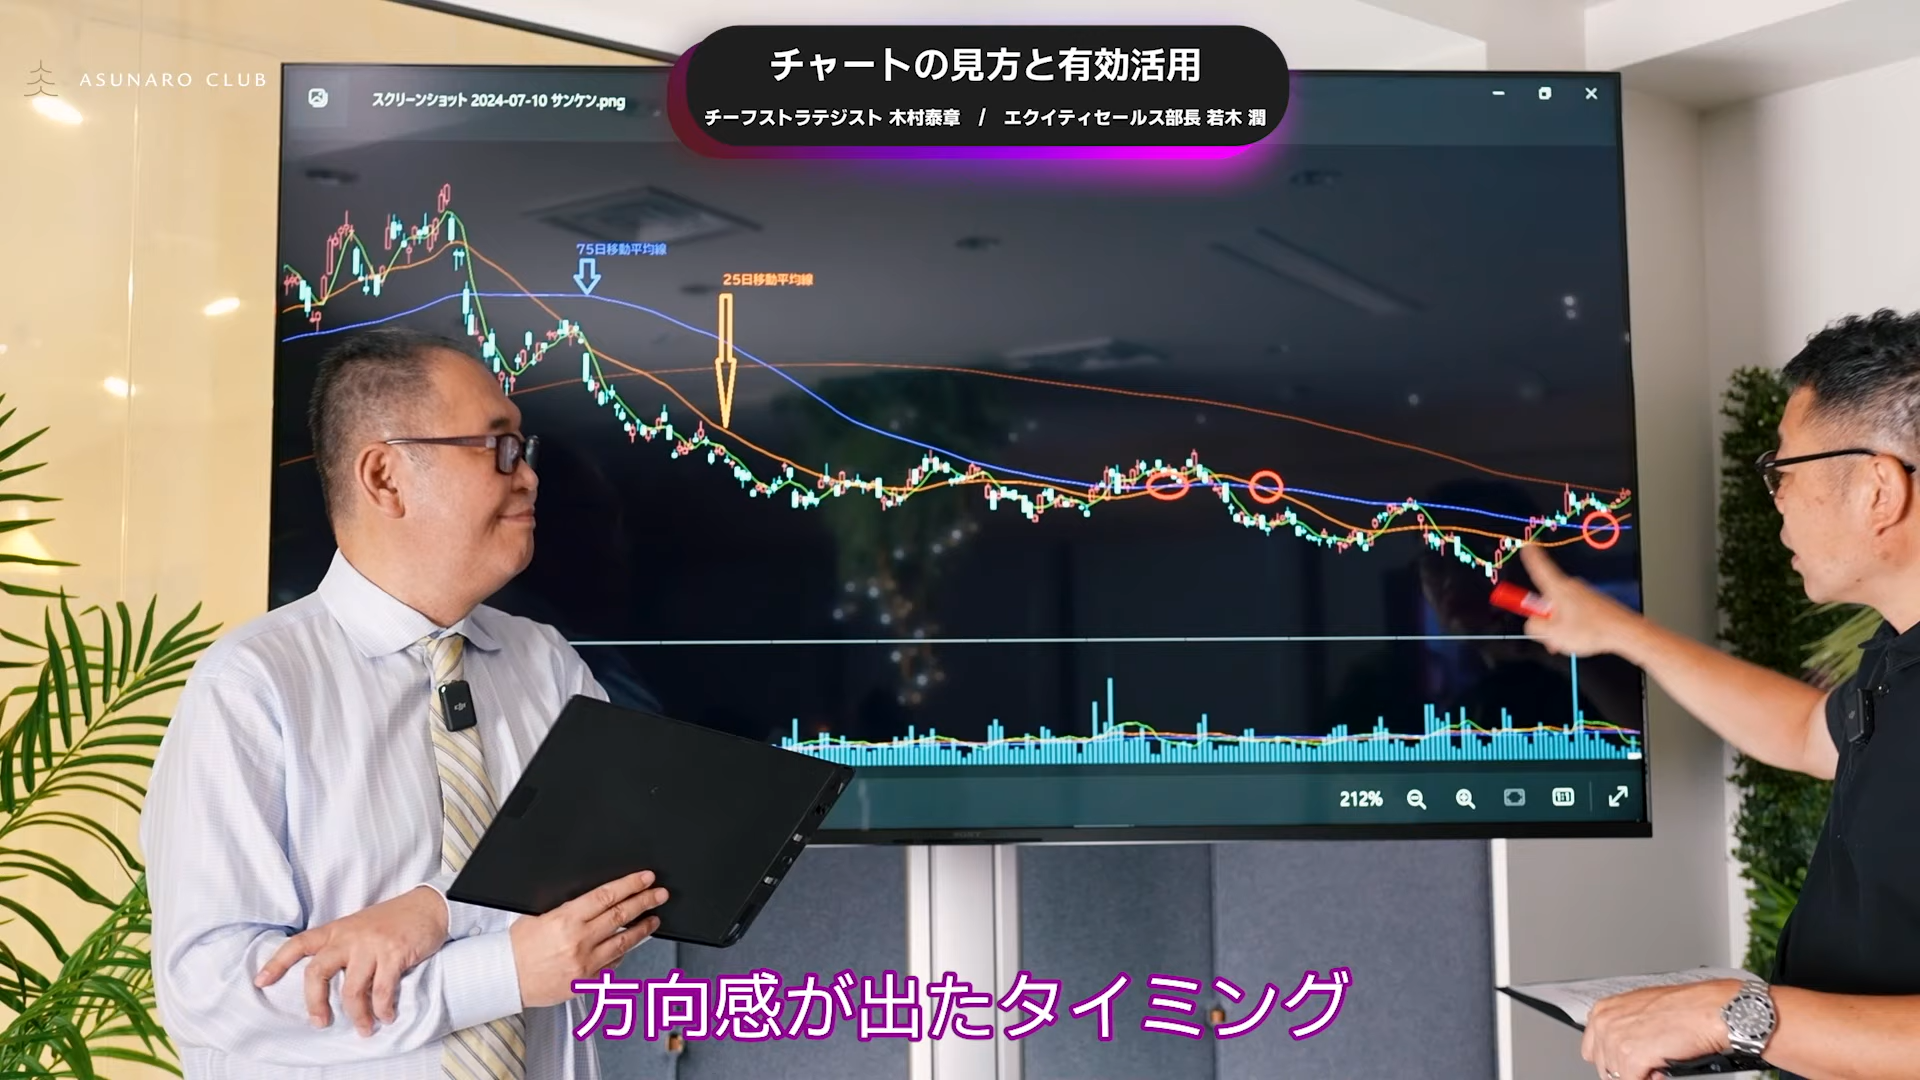 ASUNARO CLUB
チャートの見方と有効活用
チーフストラテジスト 木村泰章 / エクイティセールス部長 若木 潤
スクリーンショット 2024-07-10 サンケン.png
75日移動平均線
25日移動平均線
212%
SONY
方向感が出たタイミング